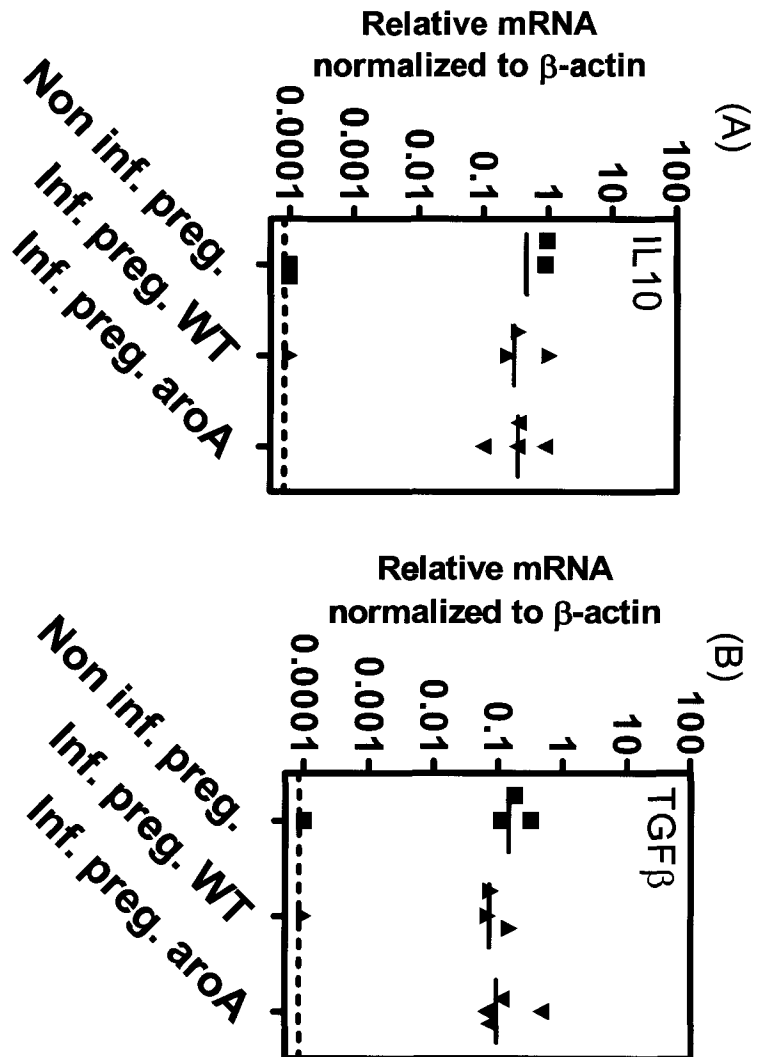 (A)
Relative mRNA
normalized to β-actin
100
10
1
0.1
0.01
0.001
0.0001
IL10
Non inf. preg.
Inf. preg. WT
Inf. preg. aroA
(B)
Relative mRNA
normalized to β-actin
100
10
1
0.1
0.01
0.001
0.0001
TGFβ
Non inf. preg.
Inf. preg. WT
Inf. preg. aroA